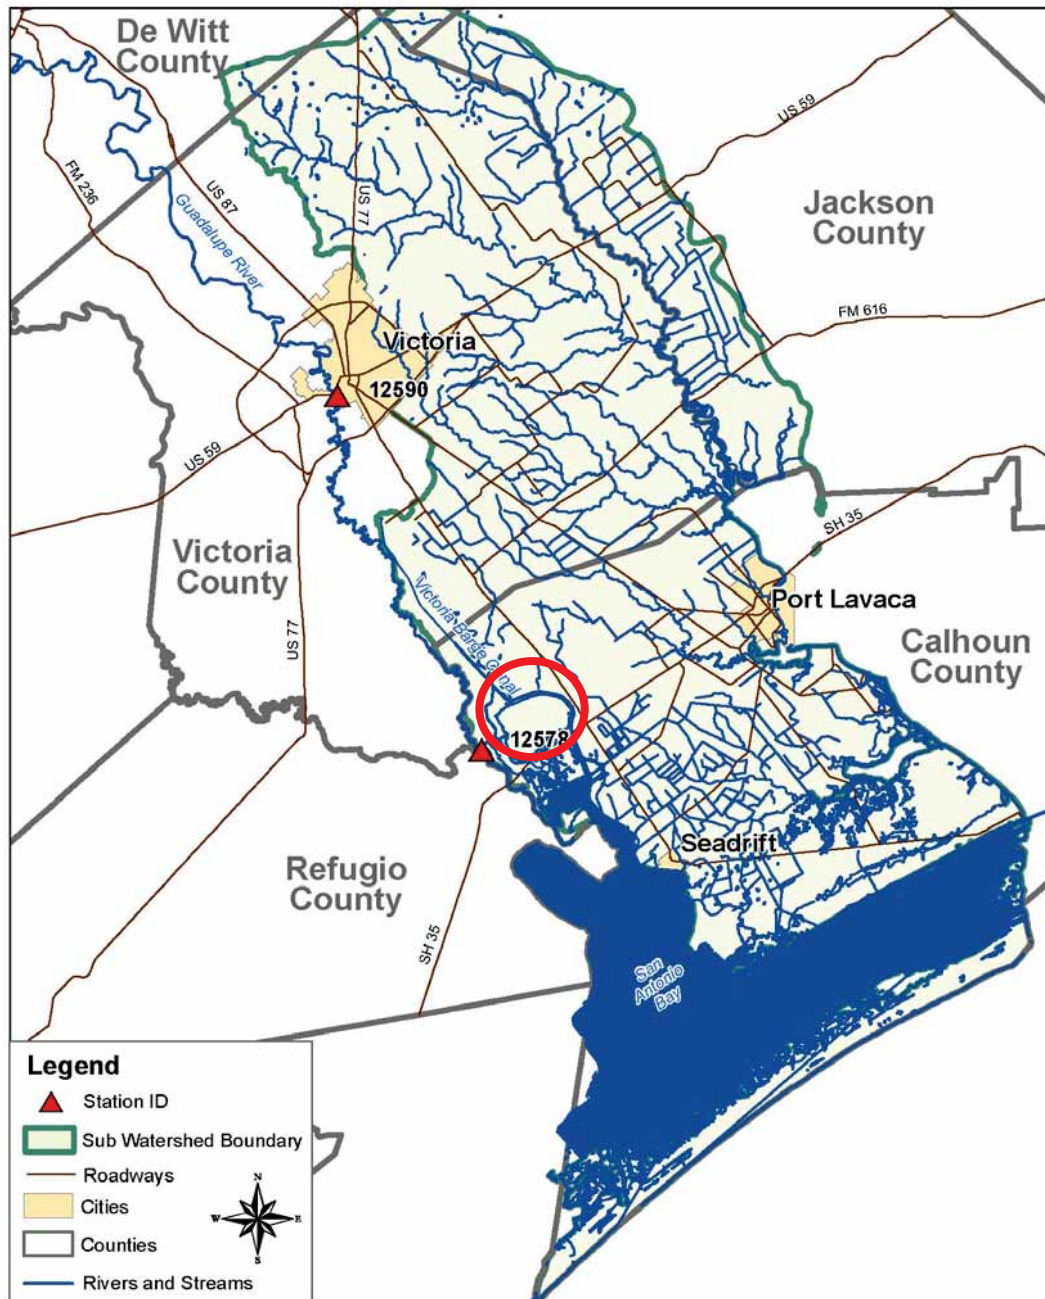 De Witt
County
US 59
FM 236
US 87
US 77
Jackson
County
Guadalupe River
FM 616
Victoria
12590
US 59
SH 35
Victoria
County
Victoria Barge Canal
Port Lavaca
US 77
Calhoun
County
12578
Seadrift
Refugio
County
SH 35
San
Antonio
Bay
Legend
Station ID
Sub Watershed Boundary
Roadways
Cities
Counties
Rivers and Streams
N
W
E
S